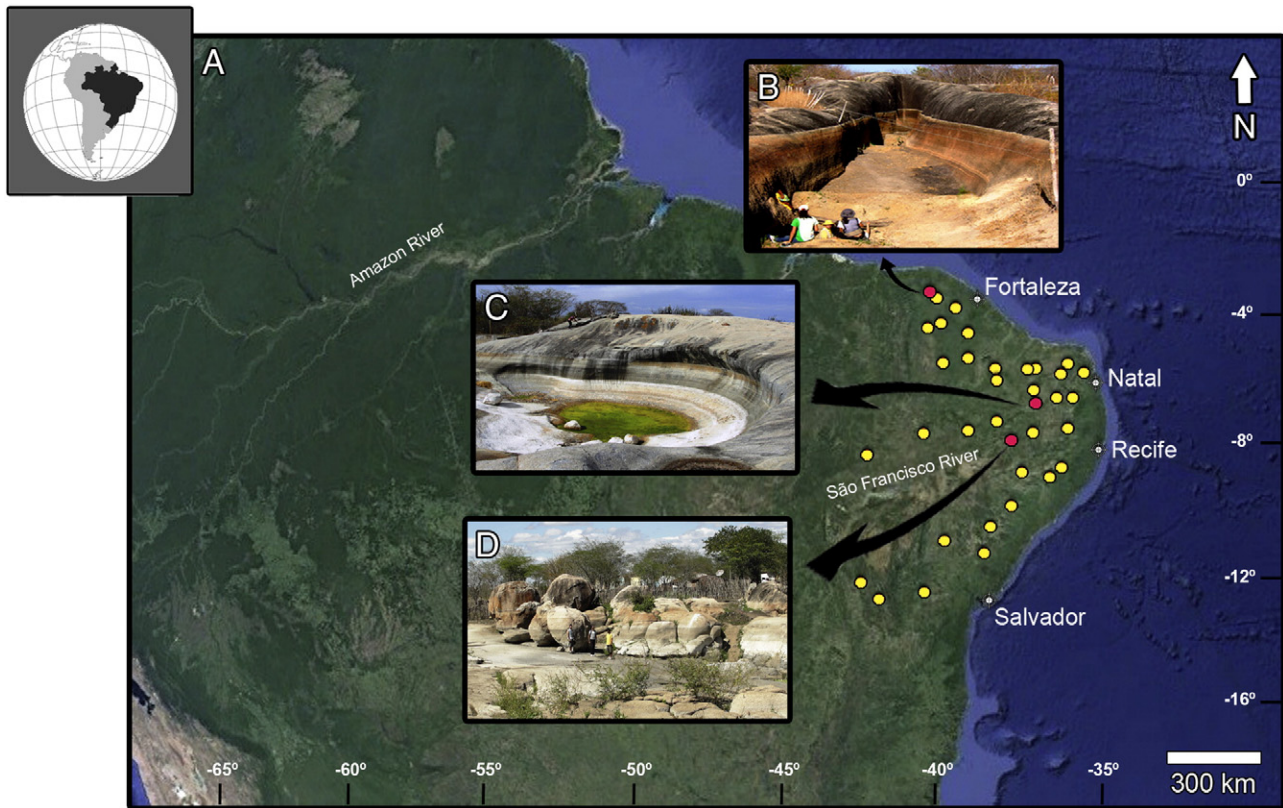 A
B
N
0º
Amazon River
C
Fortaleza
-4º
Natal
-8º
Recife
São Francisco River
D
-12º
Salvador
-16º
-65º
-60º
-55º
-50º
-45º
-40º
-35º
300 km